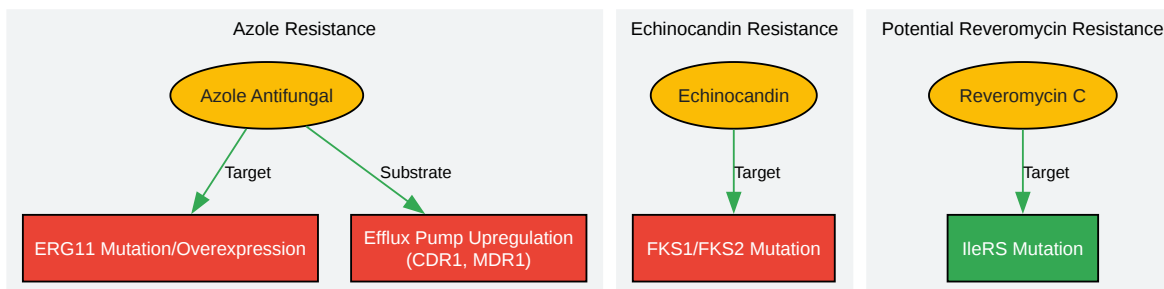 Azole Resistance
Azole Antifungal
Target
Substrate
ERG11 Mutation/Overexpression
Efflux Pump Upregulation
(CDR1, MDR1)
Echinocandin Resistance
Echinocandin
Target
FKS1/FKS2 Mutation
Potential Reveromycin Resistance
Reveromycin C
Target
IleRS Mutation